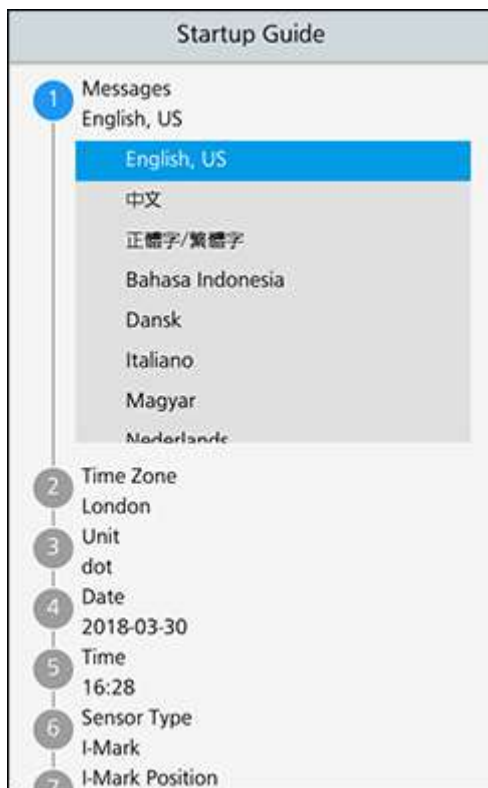 Startup Guide
1
Messages
English, US
English, US
中文
正體字/繁體字
Bahasa Indonesia
Dansk
Italiano
Magyar
Nederlands
2
Time Zone
London
3
Unit
dot
4
Date
2018-03-30
5
Time
16:28
6
Sensor Type
I-Mark
7
I-Mark Position